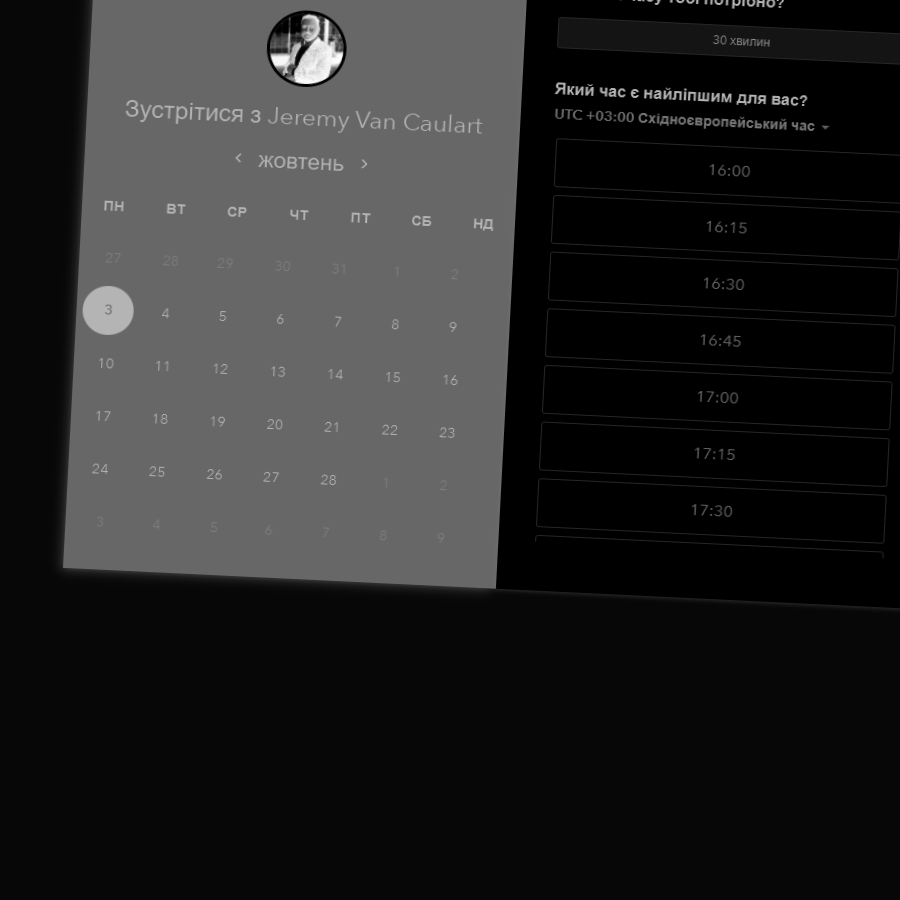 Зустрітися з Jeremy Van Caulart
жовтень
ПН ВТ СР ЧТ ПТ СБ НД
27 28 29 30 31 1 2
3 4 5 6 7 8 9
10 11 12 13 14 15 16
17 18 19 20 21 22 23
24 25 26 27 28 1 2
3 4 5 6 7 8 9
потрібно?
30 хвилин
Який час є найліпшим для вас?
UTC +03:00 Східноєвропейський час
16:00
16:15
16:30
16:45
17:00
17:15
17:30